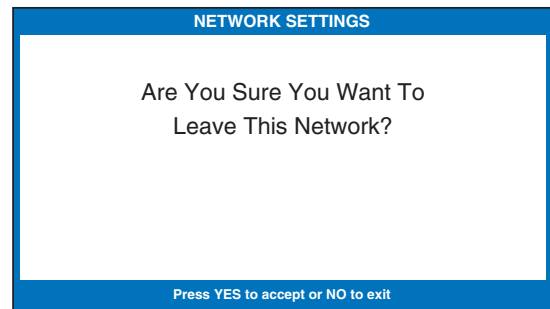 NETWORK SETTINGS
Are You Sure You Want To
Leave This Network?
Press YES to accept or NO to exit